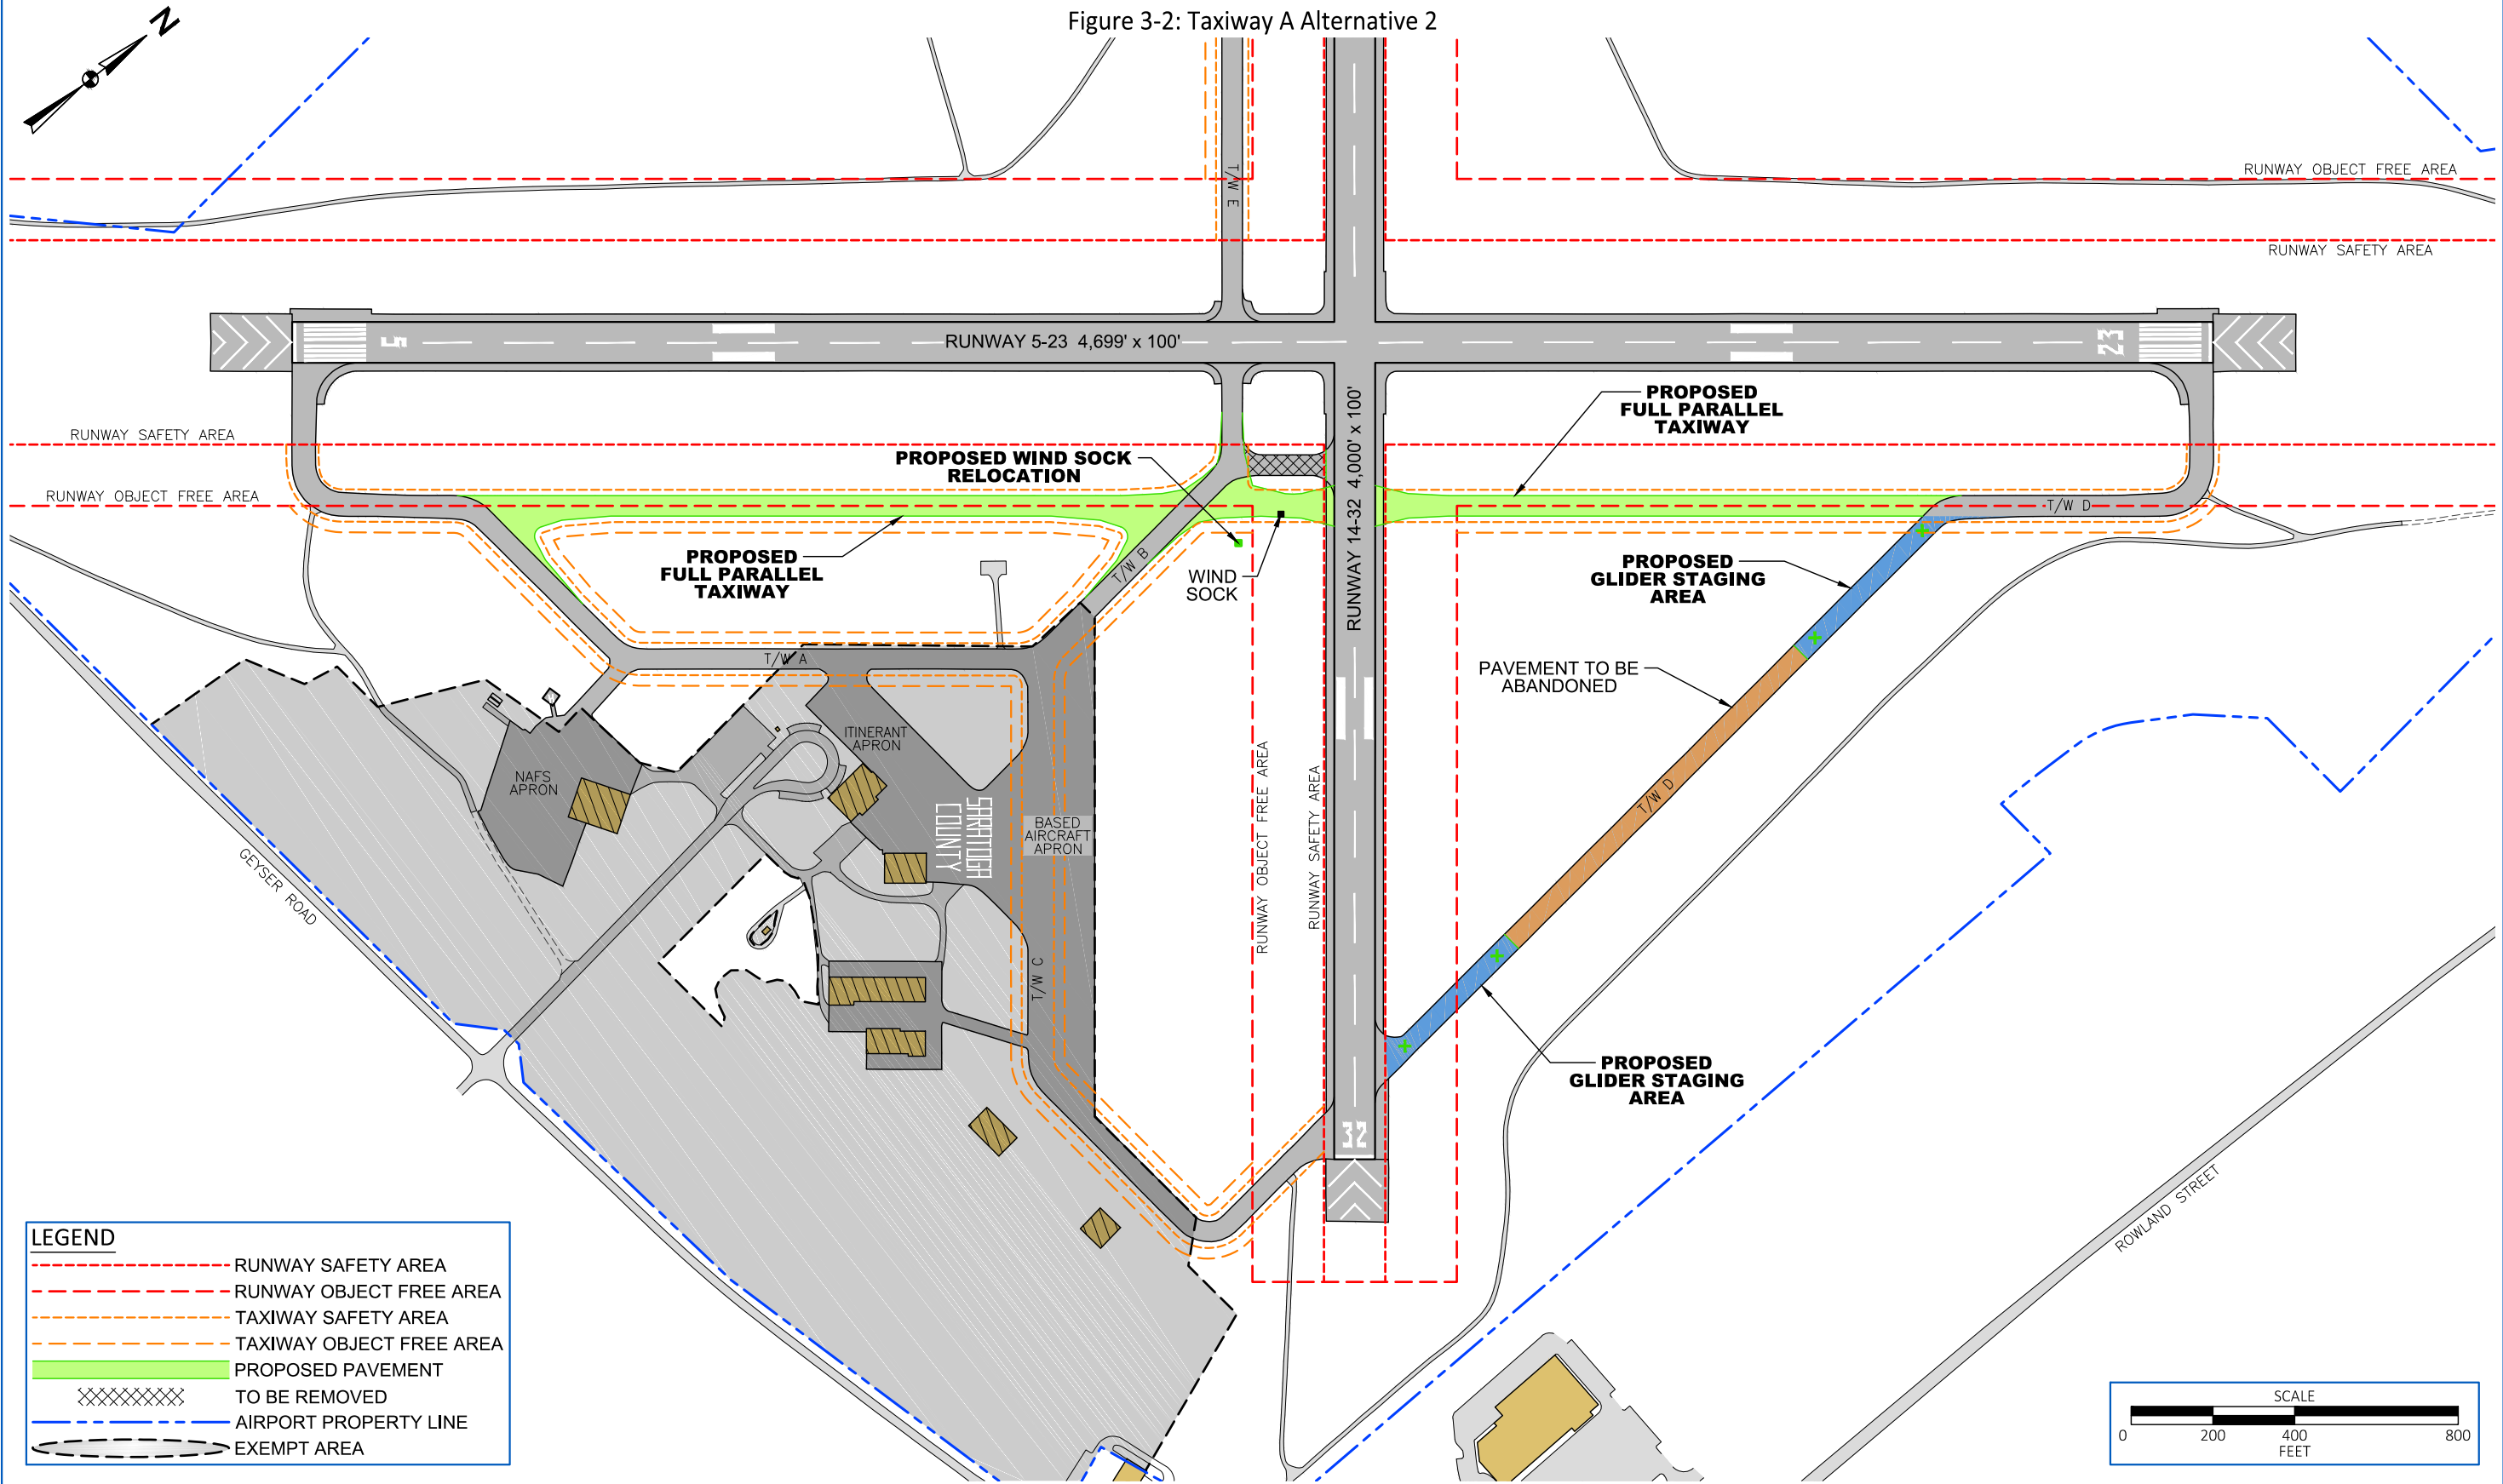 Figure 3-2: Taxiway A Alternative 2
N
T/W E
RUNWAY OBJECT FREE AREA
RUNWAY SAFETY AREA
5
RUNWAY 5-23 4,699' x 100'
23
RUNWAY SAFETY AREA
RUNWAY OBJECT FREE AREA
PROPOSED WIND SOCK
RELOCATION
PROPOSED
FULL PARALLEL
TAXIWAY
RUNWAY 14-32 4,000' x 100'
PROPOSED
FULL PARALLEL
TAXIWAY
T/W B
WIND
SOCK
T/W D
PROPOSED
GLIDER STAGING
AREA
T/W A
PAVEMENT TO BE
ABANDONED
ITINERANT
APRON
NAFS
APRON
BASED
AIRCRAFT
APRON
SARATOGA
COUNTY
RUNWAY OBJECT FREE AREA
RUNWAY SAFETY AREA
T/W D
GEYSER ROAD
T/W C
PROPOSED
GLIDER STAGING
AREA
32
ROWLAND STREET
LEGEND
RUNWAY SAFETY AREA
RUNWAY OBJECT FREE AREA
TAXIWAY SAFETY AREA
TAXIWAY OBJECT FREE AREA
PROPOSED PAVEMENT
TO BE REMOVED
AIRPORT PROPERTY LINE
EXEMPT AREA
SCALE
0 200 400 800
FEET